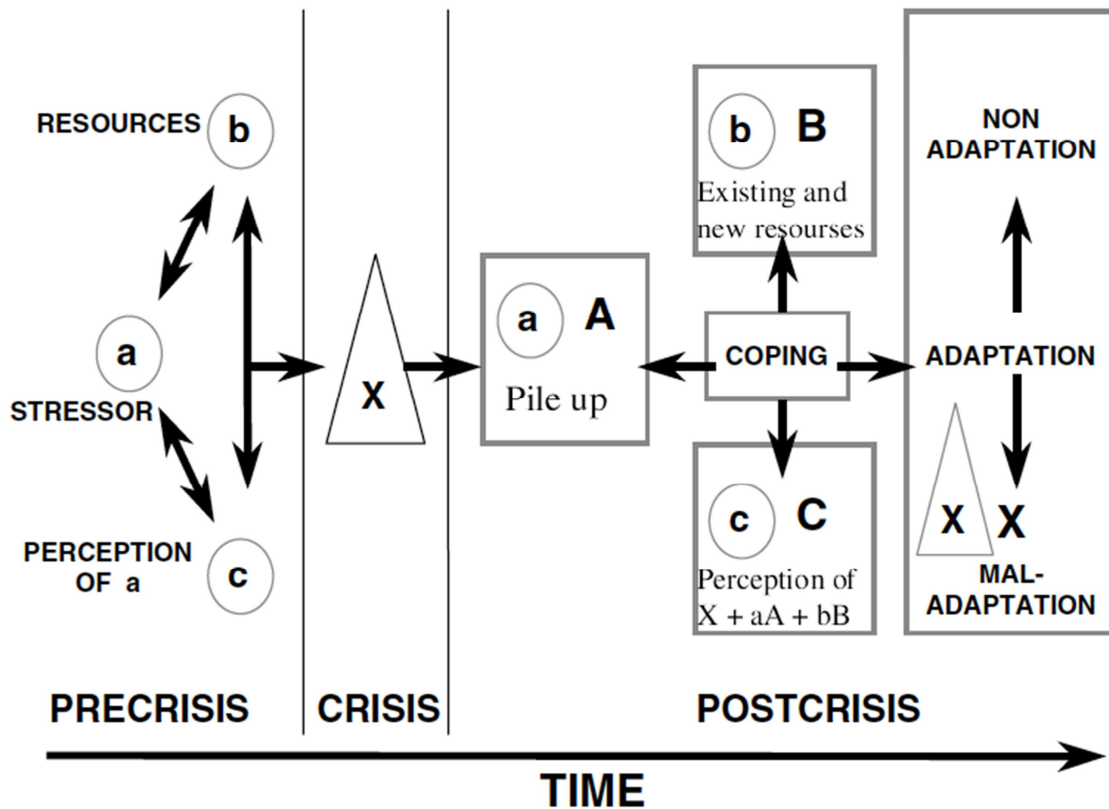 RESOURCES
b
a
STRESSOR
PERCEPTION
OF a
c
X
a A
Pile up
b B
Existing and
new resourses
COPING
c C
Perception of
X + aA + bB
NON
ADAPTATION
ADAPTATION
X X
MAL-
ADAPTATION
PRECRISIS
CRISIS
POSTCRISIS
TIME